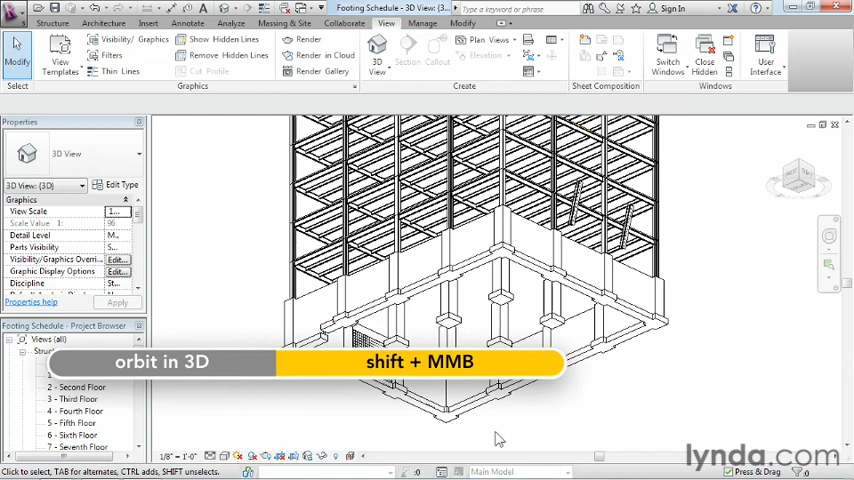 Footing Schedule - 3D View: {3...
Type a keyword or phrase
Sign In
Structure Architecture Insert Annotate Analyze Massing & Site Collaborate View Manage Modify
Modify
View Templates
Visibility/ Graphics
Filters
Thin Lines
Show Hidden Lines
Remove Hidden Lines
Cut Profile
Render
Render in Cloud
Render Gallery
3D View
Section
Callout
Plan Views
Elevation
Switch Windows
Close Hidden
User Interface
Select Graphics Create Sheet Composition Windows
Properties
3D View
3D View: {3D} Edit Type
Graphics
View Scale 1...
Scale Value 1: 96
Detail Level M..
Parts Visibility S...
Visibility/Graphics Overri... Edit...
Graphic Display Options Edit...
Discipline St...
Properties help Apply
Footing Schedule - Project Browser
Views (all)
Struc
orbit in 3D shift + MMB
2 - Second Floor
3 - Third Floor
4 - Fourth Floor
5 - Fifth Floor
6 - Sixth Floor
7 - Seventh Floor
1/8" = 1'-0"
lynda.com
Click to select, TAB for alternates, CTRL adds, SHIFT unselects.
:0
Main Model
Press & Drag
:0